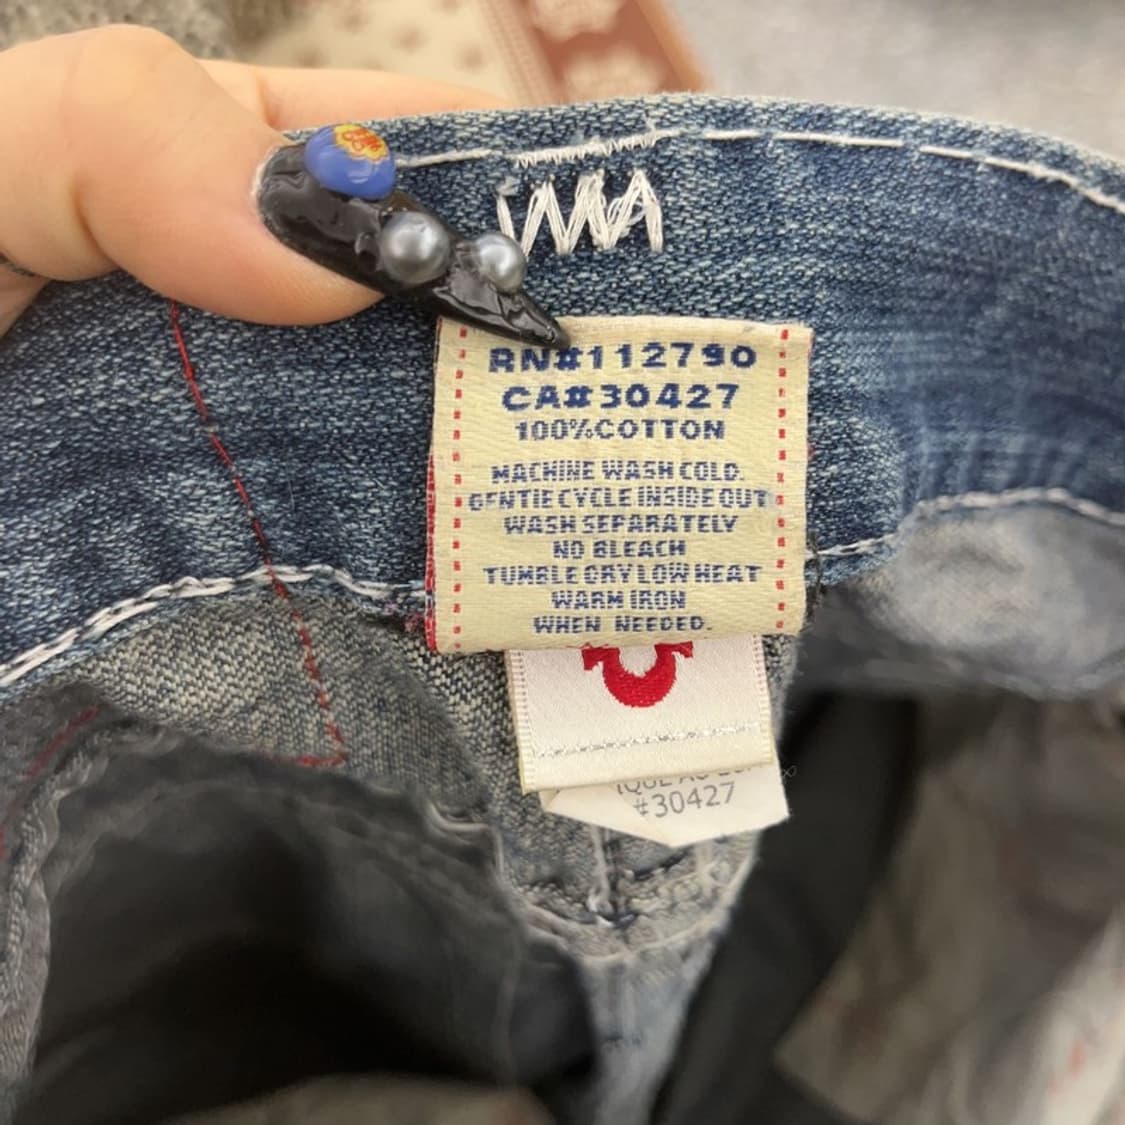 RN#112790
CA#30427
100%COTTON
MACHINE WASH COLD.
GENTIE CYCLE INSIDE OUT
WASH SEPARATELY
NO BLEACH
TUMBLE DRY LOW HEAT
WARM IRON
WHEN NEEDED.
#30427